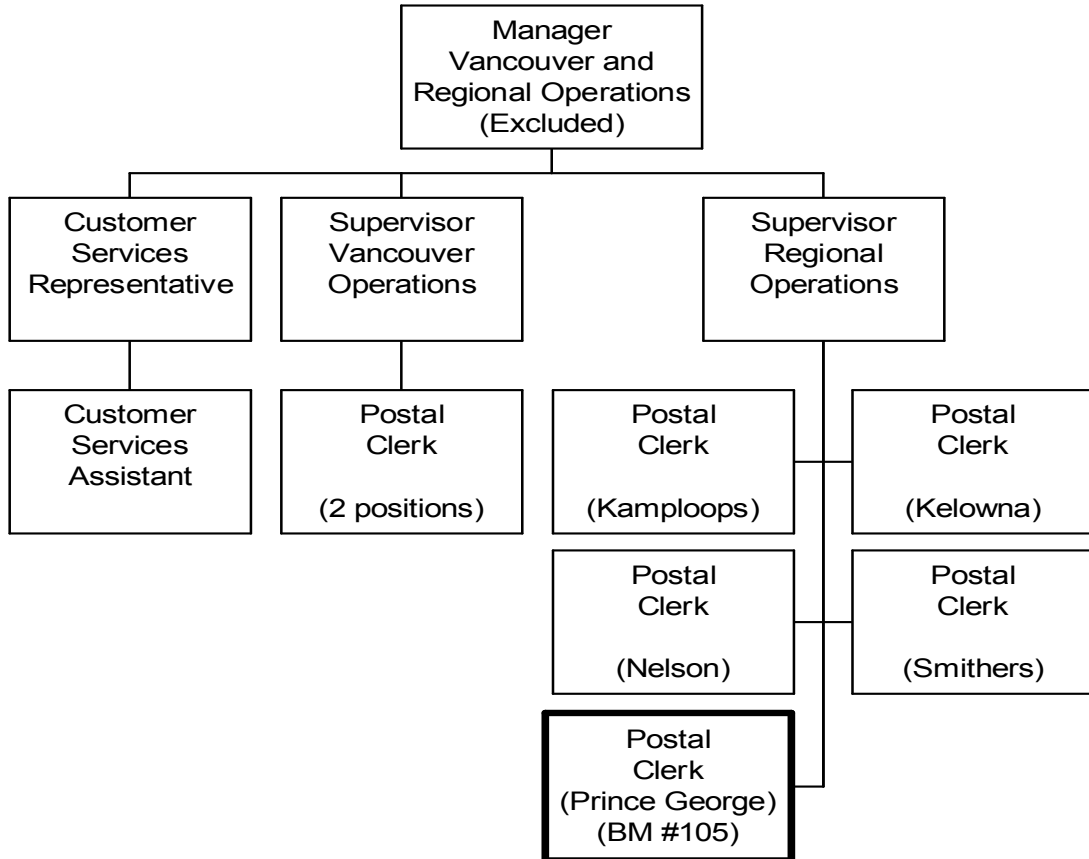 Manager
Vancouver and
Regional Operations
(Excluded)
Customer
Services
Representative
Supervisor
Vancouver
Operations
Supervisor
Regional
Operations
Customer
Services
Assistant
Postal
Clerk
(2 positions)
Postal
Clerk
(Kamploops)
Postal
Clerk
(Kelowna)
Postal
Clerk
(Nelson)
Postal
Clerk
(Smithers)
Postal
Clerk
(Prince George)
(BM #105)